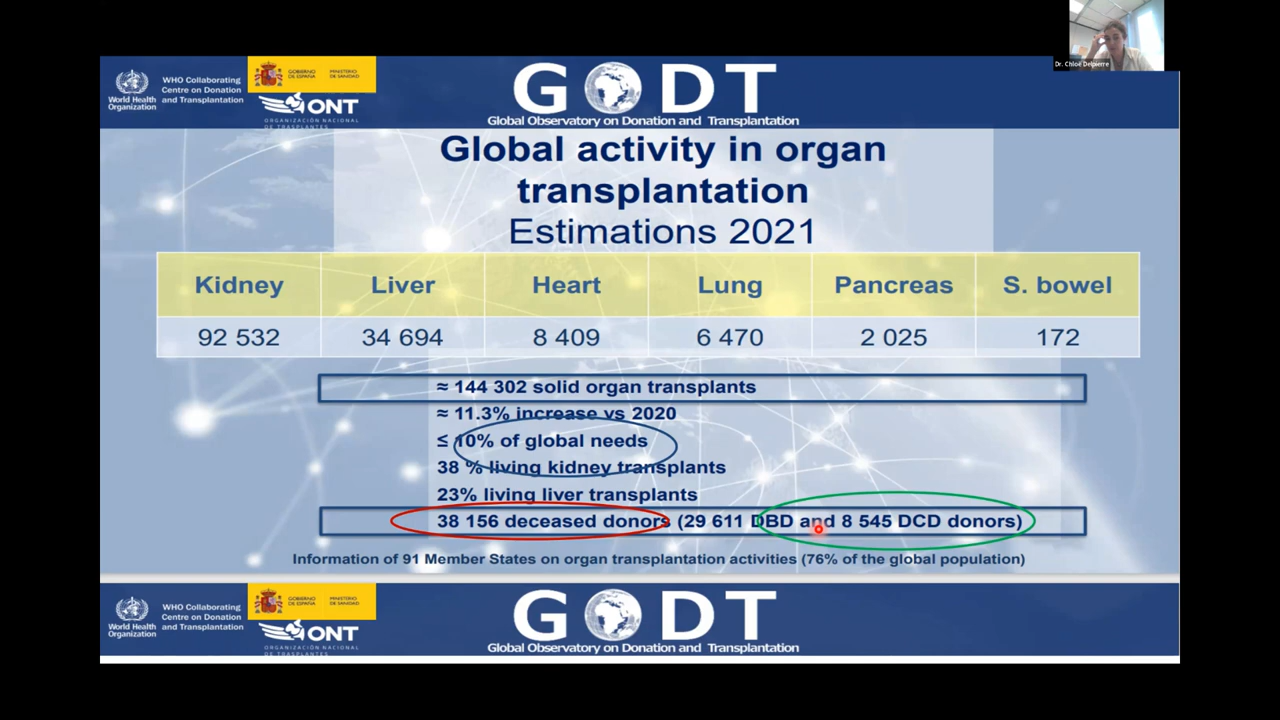 Dr. Chloë Delpierre
World Health
Organization
WHO Collaborating
Centre on Donation
and Transplantation
GOBIERNO
DE ESPAÑA
MINISTERIO
DE SANIDAD
ONT
ORGANIZACIÓN NACIONAL
DE TRASPLANTES
GODT
Global Observatory on Donation and Transplantation
Global activity in organ
transplantation
Estimations 2021
Kidney Liver Heart Lung Pancreas S. bowel
92 532 34 694 8 409 6 470 2 025 172
≈ 144 302 solid organ transplants
≈ 11.3% increase vs 2020
≤ 10% of global needs
38 % living kidney transplants
23% living liver transplants
38 156 deceased donors (29 611 DBD and 8 545 DCD donors)
Information of 91 Member States on organ transplantation activities (76% of the global population)
World Health
Organization
WHO Collaborating
Centre on Donation
and Transplantation
GOBIERNO
DE ESPAÑA
MINISTERIO
DE SANIDAD
ONT
ORGANIZACIÓN NACIONAL
DE TRASPLANTES
GODT
Global Observatory on Donation and Transplantation